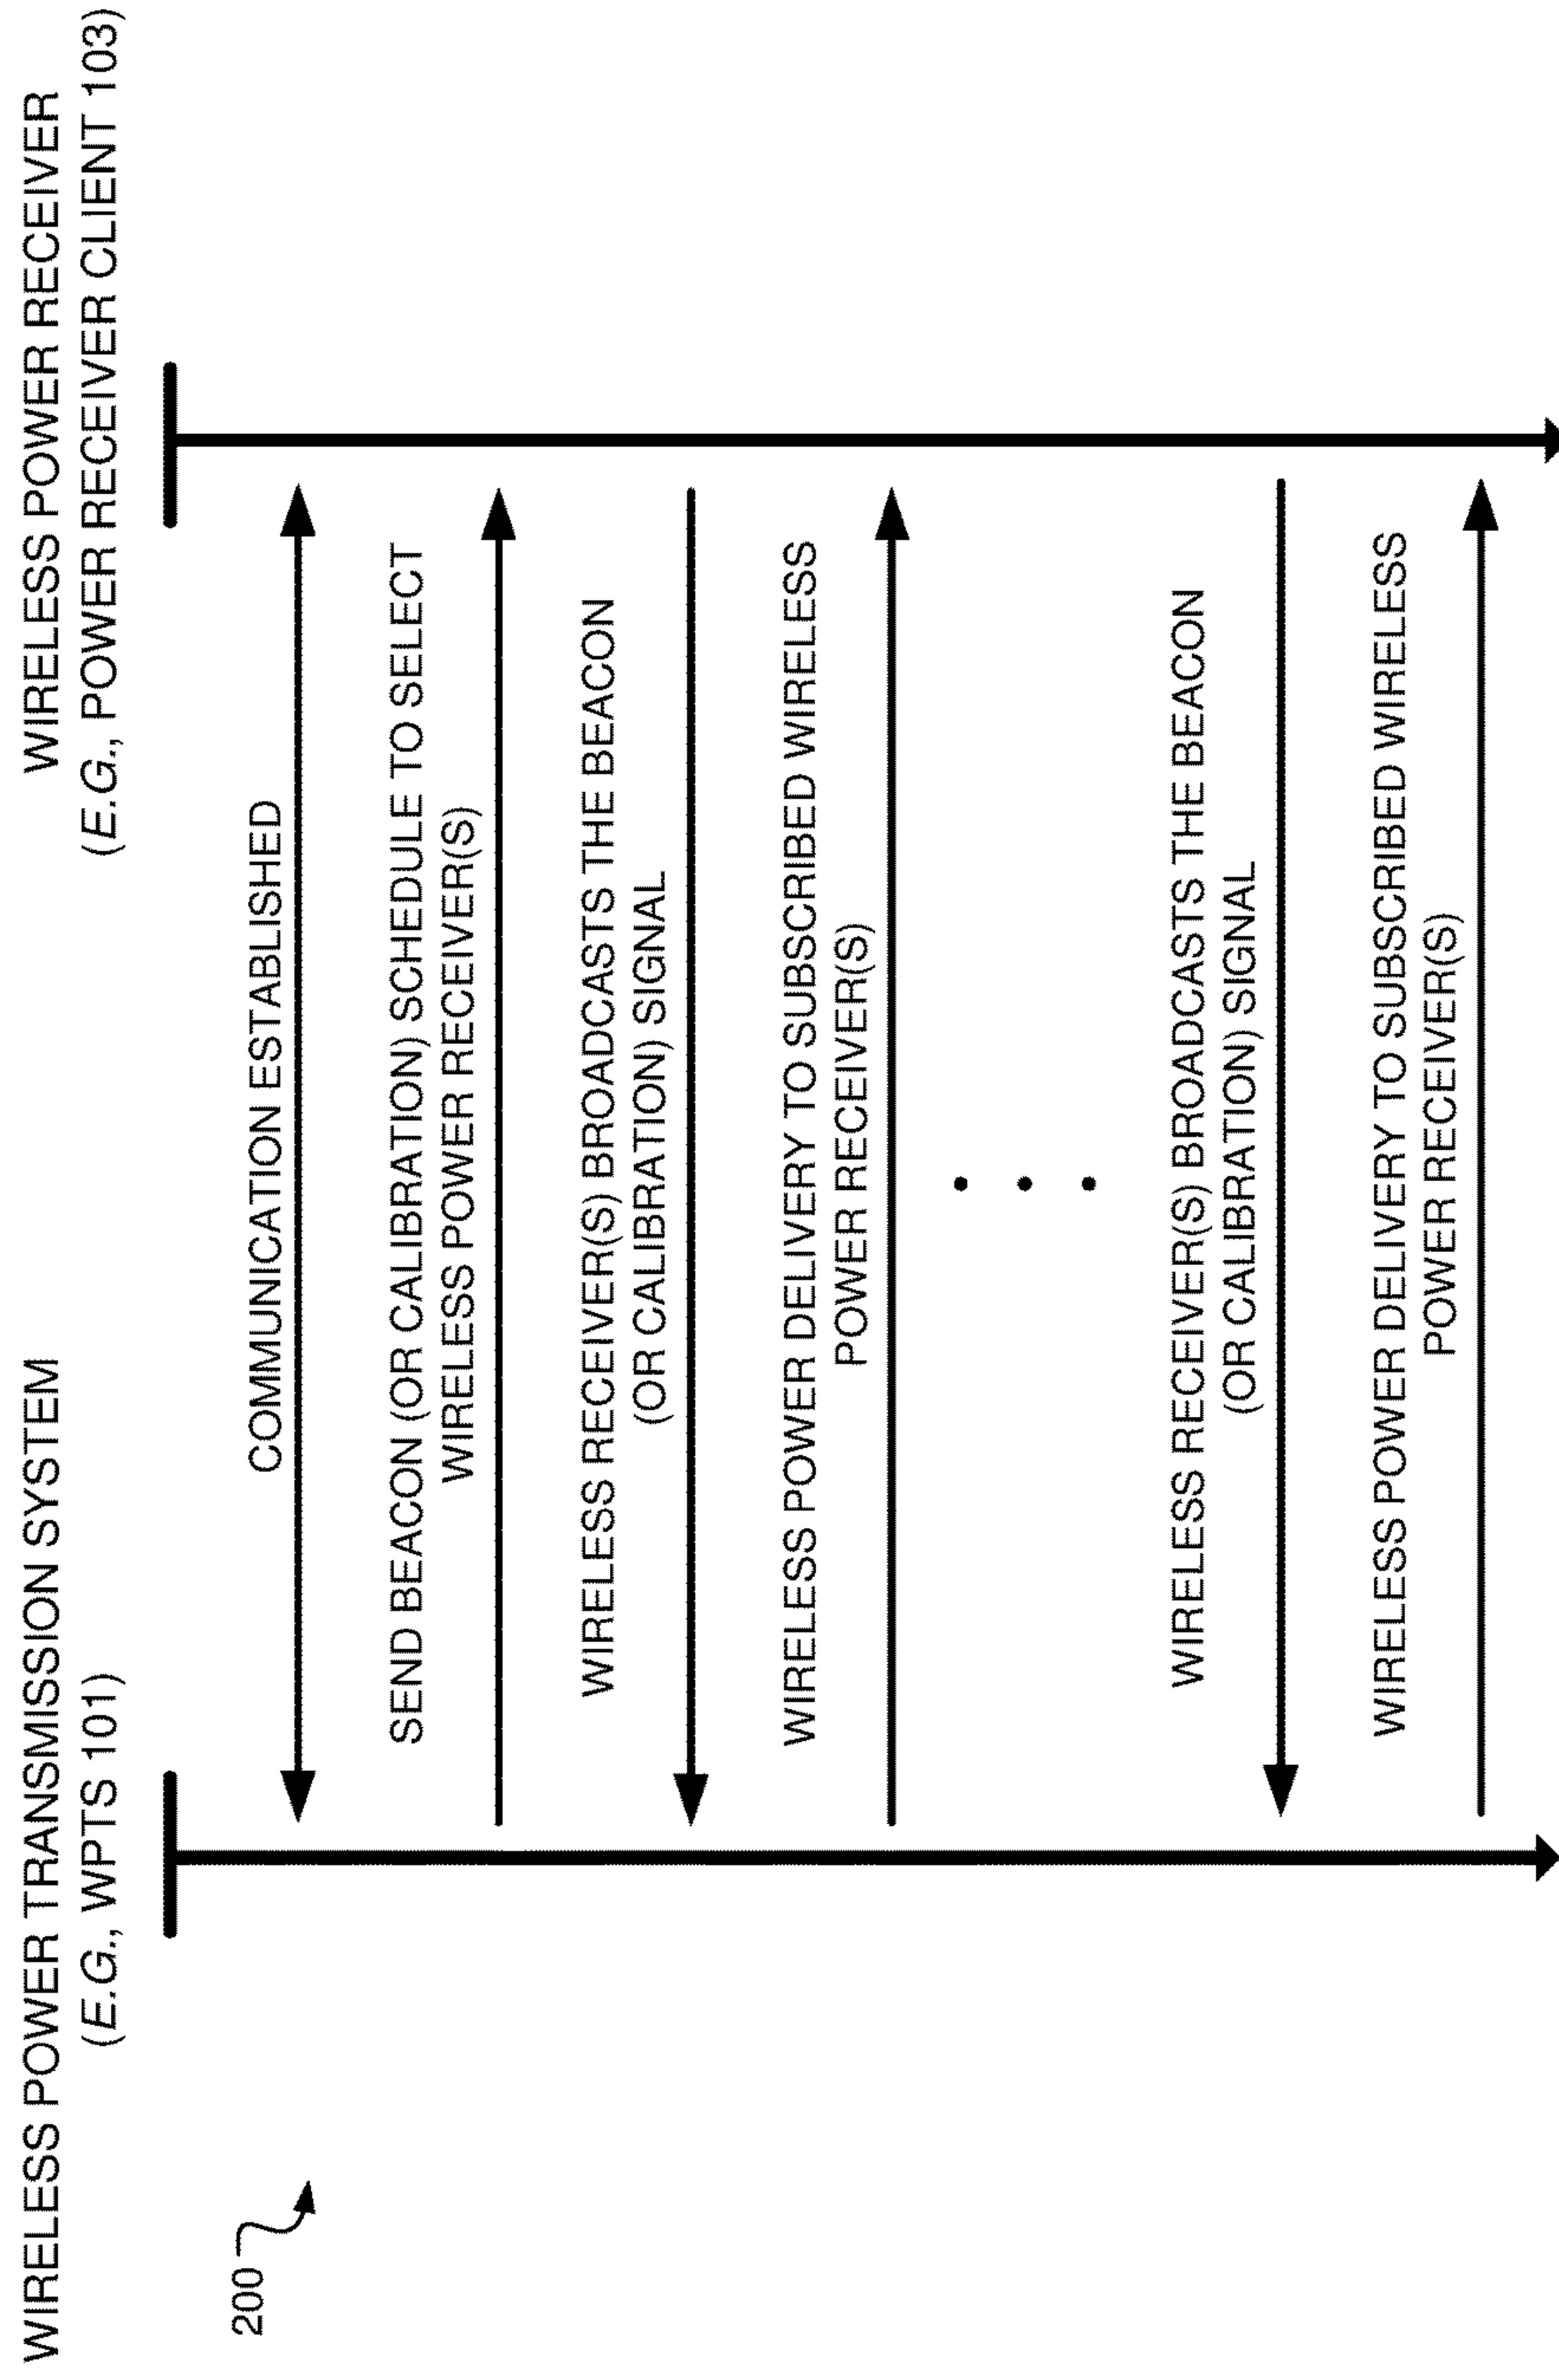 WIRELESS POWER TRANSMISSION SYSTEM
(E.G., WPTS 101)
WIRELESS POWER RECEIVER
(E.G., POWER RECEIVER CLIENT 103)
200
COMMUNICATION ESTABLISHED
SEND BEACON (OR CALIBRATION) SCHEDULE TO SELECT
WIRELESS POWER RECEIVER(S)
WIRELESS RECEIVER(S) BROADCASTS THE BEACON
(OR CALIBRATION) SIGNAL
WIRELESS POWER DELIVERY TO SUBSCRIBED WIRELESS
POWER RECEIVER(S)
WIRELESS RECEIVER(S) BROADCASTS THE BEACON
(OR CALIBRATION) SIGNAL
WIRELESS POWER DELIVERY TO SUBSCRIBED WIRELESS
POWER RECEIVER(S)